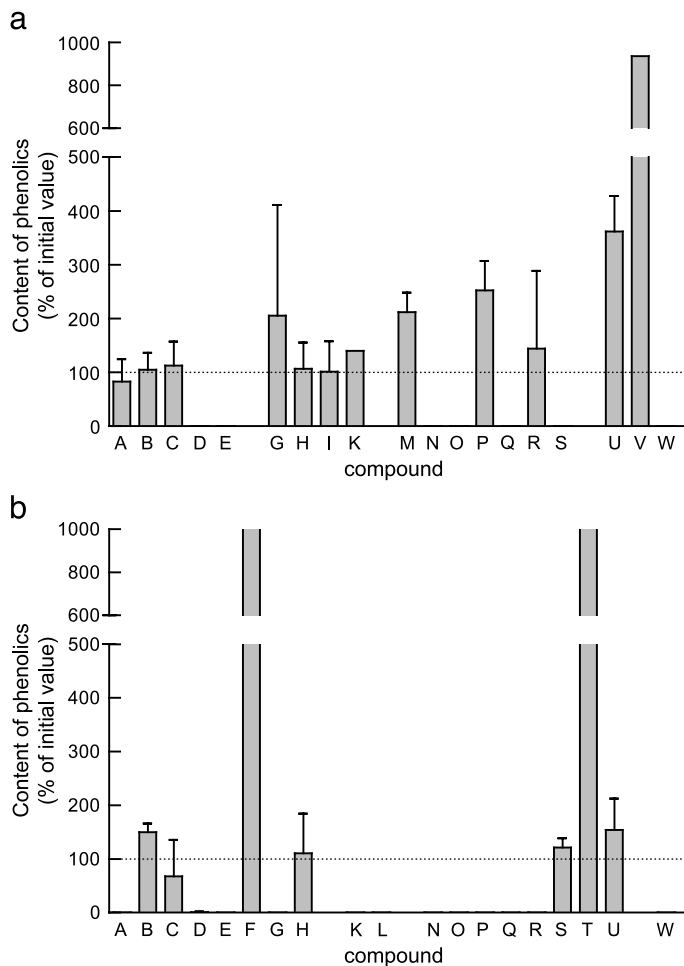 a
1000
800
600
500
400
300
200
100
0
Content of phenolics
(% of initial value)
A B C D E G H I K M N O P Q R S U V W
compound
b
1000
800
600
500
400
300
200
100
0
Content of phenolics
(% of initial value)
A B C D E F G H K L N O P Q R S T U W
compound